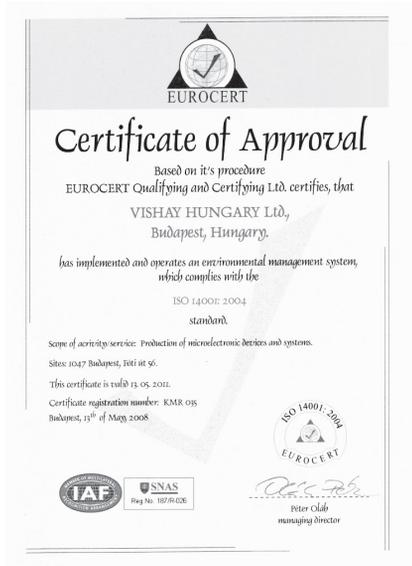 EUROCERT
Certificate of Approval
Based on it's procedure
EUROCERT Qualifying and Certifying Ltd. certifies, that
VISHAY HUNGARY Ltd.,
Budapest, Hungary.
has implemented and operates an environmental management system,
which complies with the
ISO 14001: 2004
standard.
Scope of acrivity/service: Production of microelectronic devices and systems.
Sites: 1047 Budapest, Fóti út 56.
This certificate is valid 13. 05. 2011.
Certificate registration number: KMR 035
Budapest, 13th of May, 2008
ISO 14001: 2004
EUROCERT
IAF
SNAS
Reg. No. 187/R-026
Péter Oláh
managing director